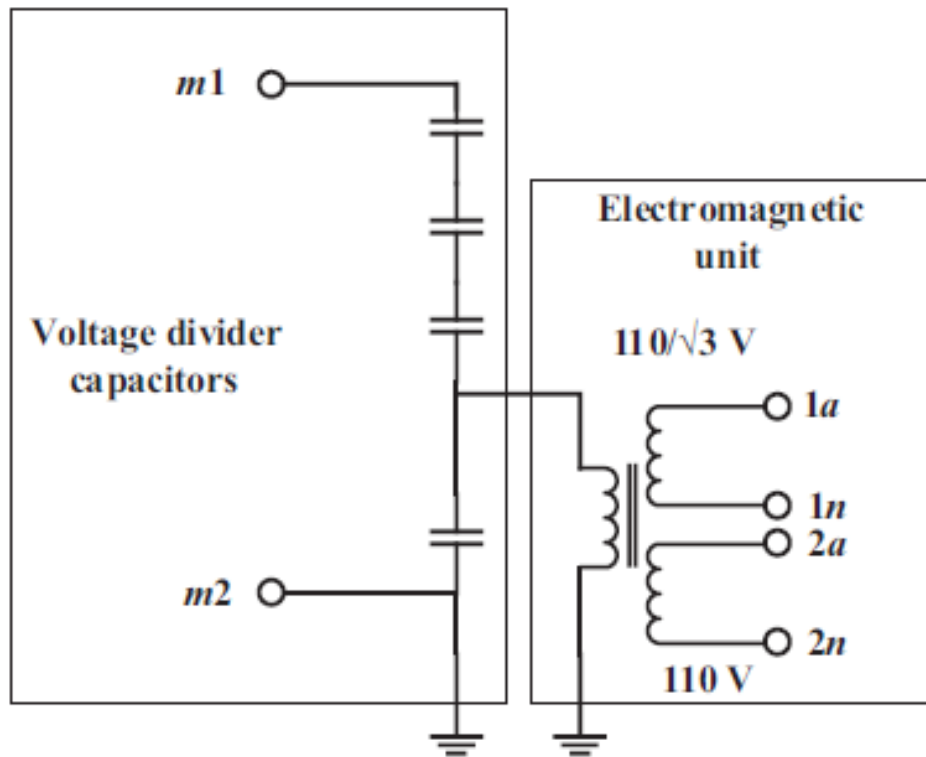 m1
Electromagnetic
unit
Voltage divider
capacitors
110/√3 V
1a
1n
2a
m2
2n
110 V